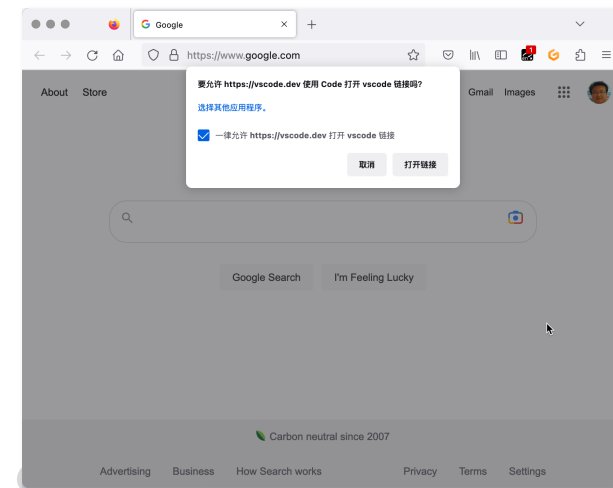 Google
https://www.google.com
1
About Store
Gmail Images
要允许 https://vscode.dev 使用 Code 打开 vscode 链接吗?
选择其他应用程序。
一律允许 https://vscode.dev 打开 vscode 链接
取消 打开链接
Google Search I'm Feeling Lucky
Carbon neutral since 2007
Advertising Business How Search works Privacy Terms Settings